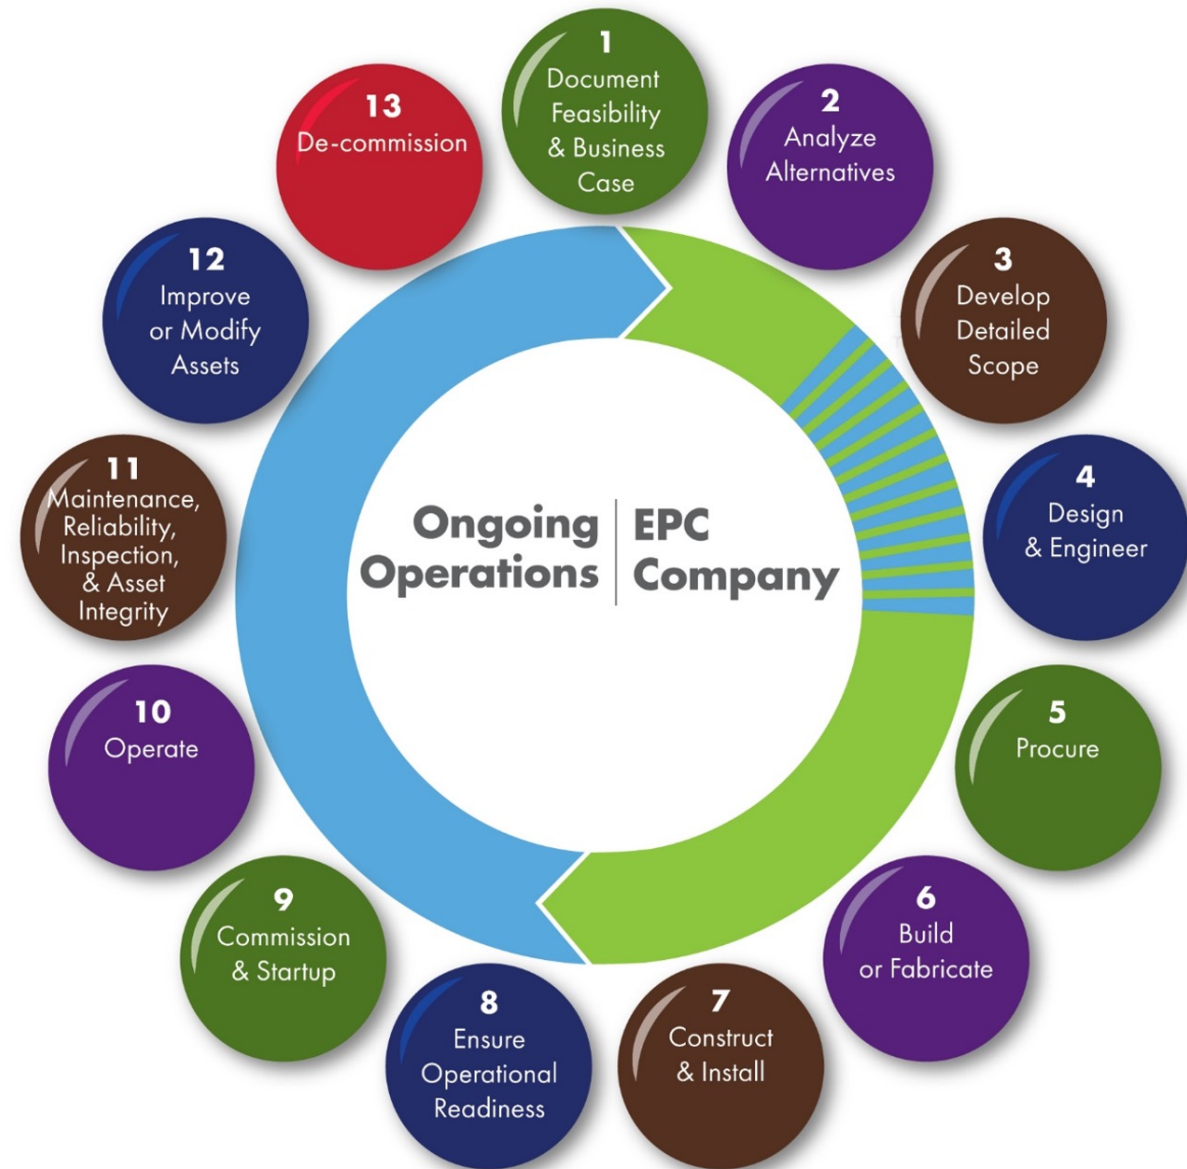 1
Document
Feasibility
& Business
Case
2
Analyze
Alternatives
3
Develop
Detailed
Scope
4
Design
& Engineer
5
Procure
6
Build
or Fabricate
7
Construct
& Install
8
Ensure
Operational
Readiness
9
Commission
& Startup
10
Operate
11
Maintenance,
Reliability,
Inspection,
& Asset
Integrity
12
Improve
or Modify
Assets
13
De-commission
Ongoing
Operations
EPC
Company